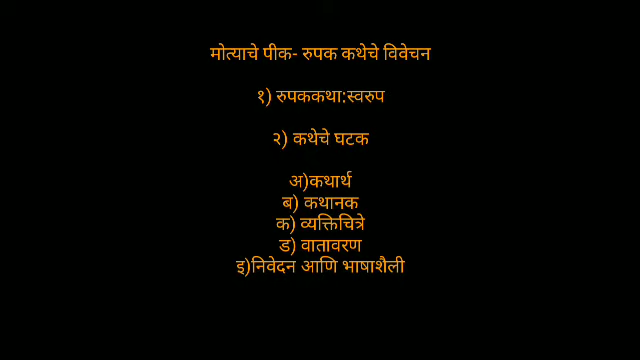 मोत्याचे पीक- रुपक कथेचे विवेचन
१) रुपककथा:स्वरुप
२) कथेचे घटक
अ)कथार्थ
ब) कथानक
क) व्यक्तिचित्रे
ड) वातावरण
इ)निवेदन आणि भाषाशैली